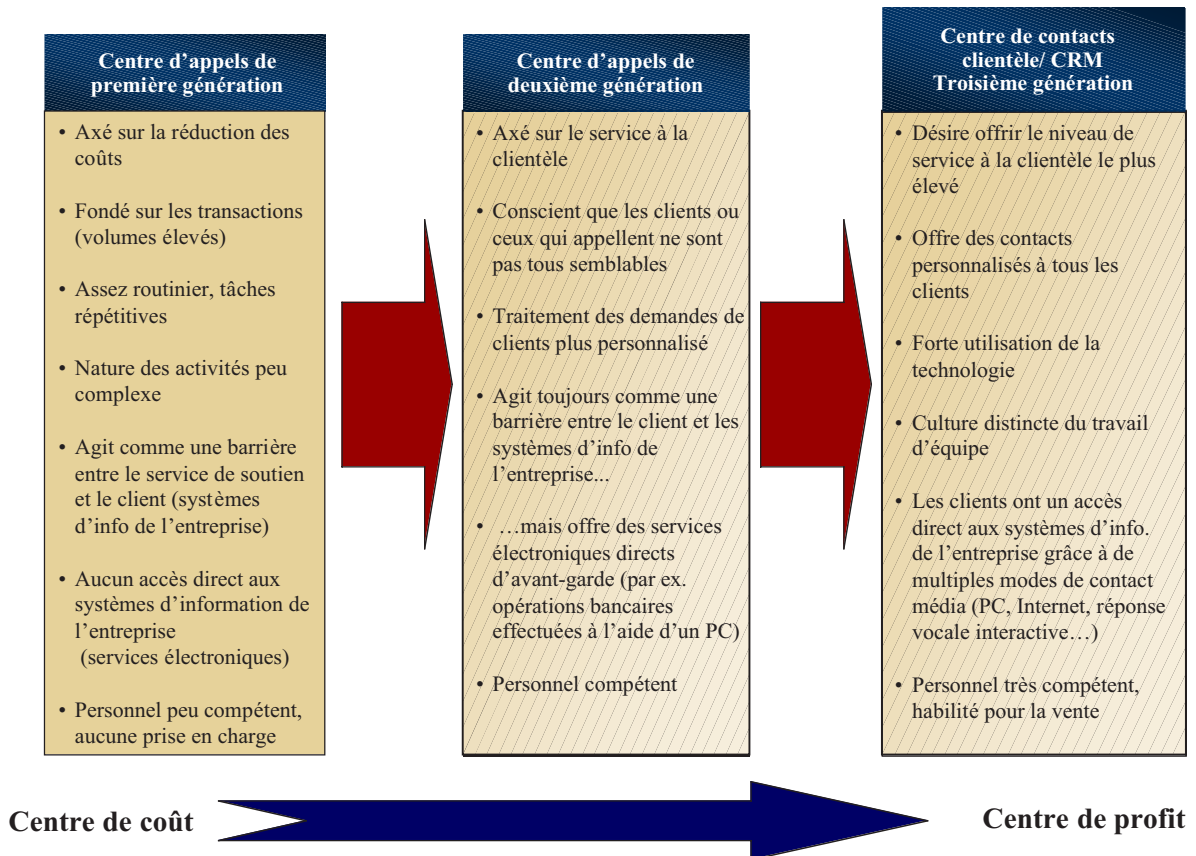 Centre d'appels de
première génération
• Axé sur la réduction des
coûts
• Fondé sur les transactions
(volumes élevés)
• Assez routinier, tâches
répétitives
• Nature des activités peu
complexe
• Agit comme une barrière
entre le service de soutien
et le client (systèmes
d'info de l'entreprise)
• Aucun accès direct aux
systèmes d'information de
l'entreprise
(services électroniques)
• Personnel peu compétent,
aucune prise en charge
Centre d'appels de
deuxième génération
• Axé sur le service à la
clientèle
• Conscient que les clients ou
ceux qui appellent ne sont
pas tous semblables
• Traitement des demandes de
clients plus personnalisé
• Agit toujours comme une
barrière entre le client et les
systèmes d'info de
l'entreprise...
• …mais offre des services
électroniques directs
d'avant-garde (par ex.
opérations bancaires
effectuées à l'aide d'un PC)
• Personnel compétent
Centre de contacts
clientèle/ CRM
Troisième génération
• Désire offrir le niveau de
service à la clientèle le plus
élevé
• Offre des contacts
personnalisés à tous les
clients
• Forte utilisation de la
technologie
• Culture distincte du travail
d'équipe
• Les clients ont un accès
direct aux systèmes d'info.
de l'entreprise grâce à de
multiples modes de contact
média (PC, Internet, réponse
vocale interactive…)
• Personnel très compétent,
habilité pour la vente
Centre de coût
Centre de profit